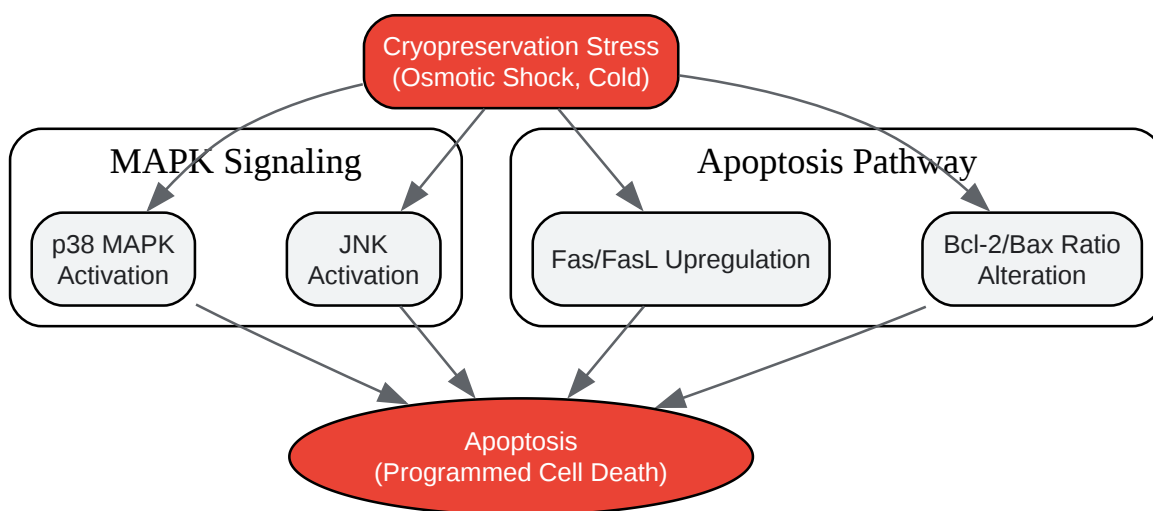 Cryopreservation Stress
(Osmotic Shock, Cold)
MAPK Signaling
Apoptosis Pathway
p38 MAPK
Activation
JNK
Activation
Fas/FasL Upregulation
Bcl-2/Bax Ratio
Alteration
Apoptosis
(Programmed Cell Death)